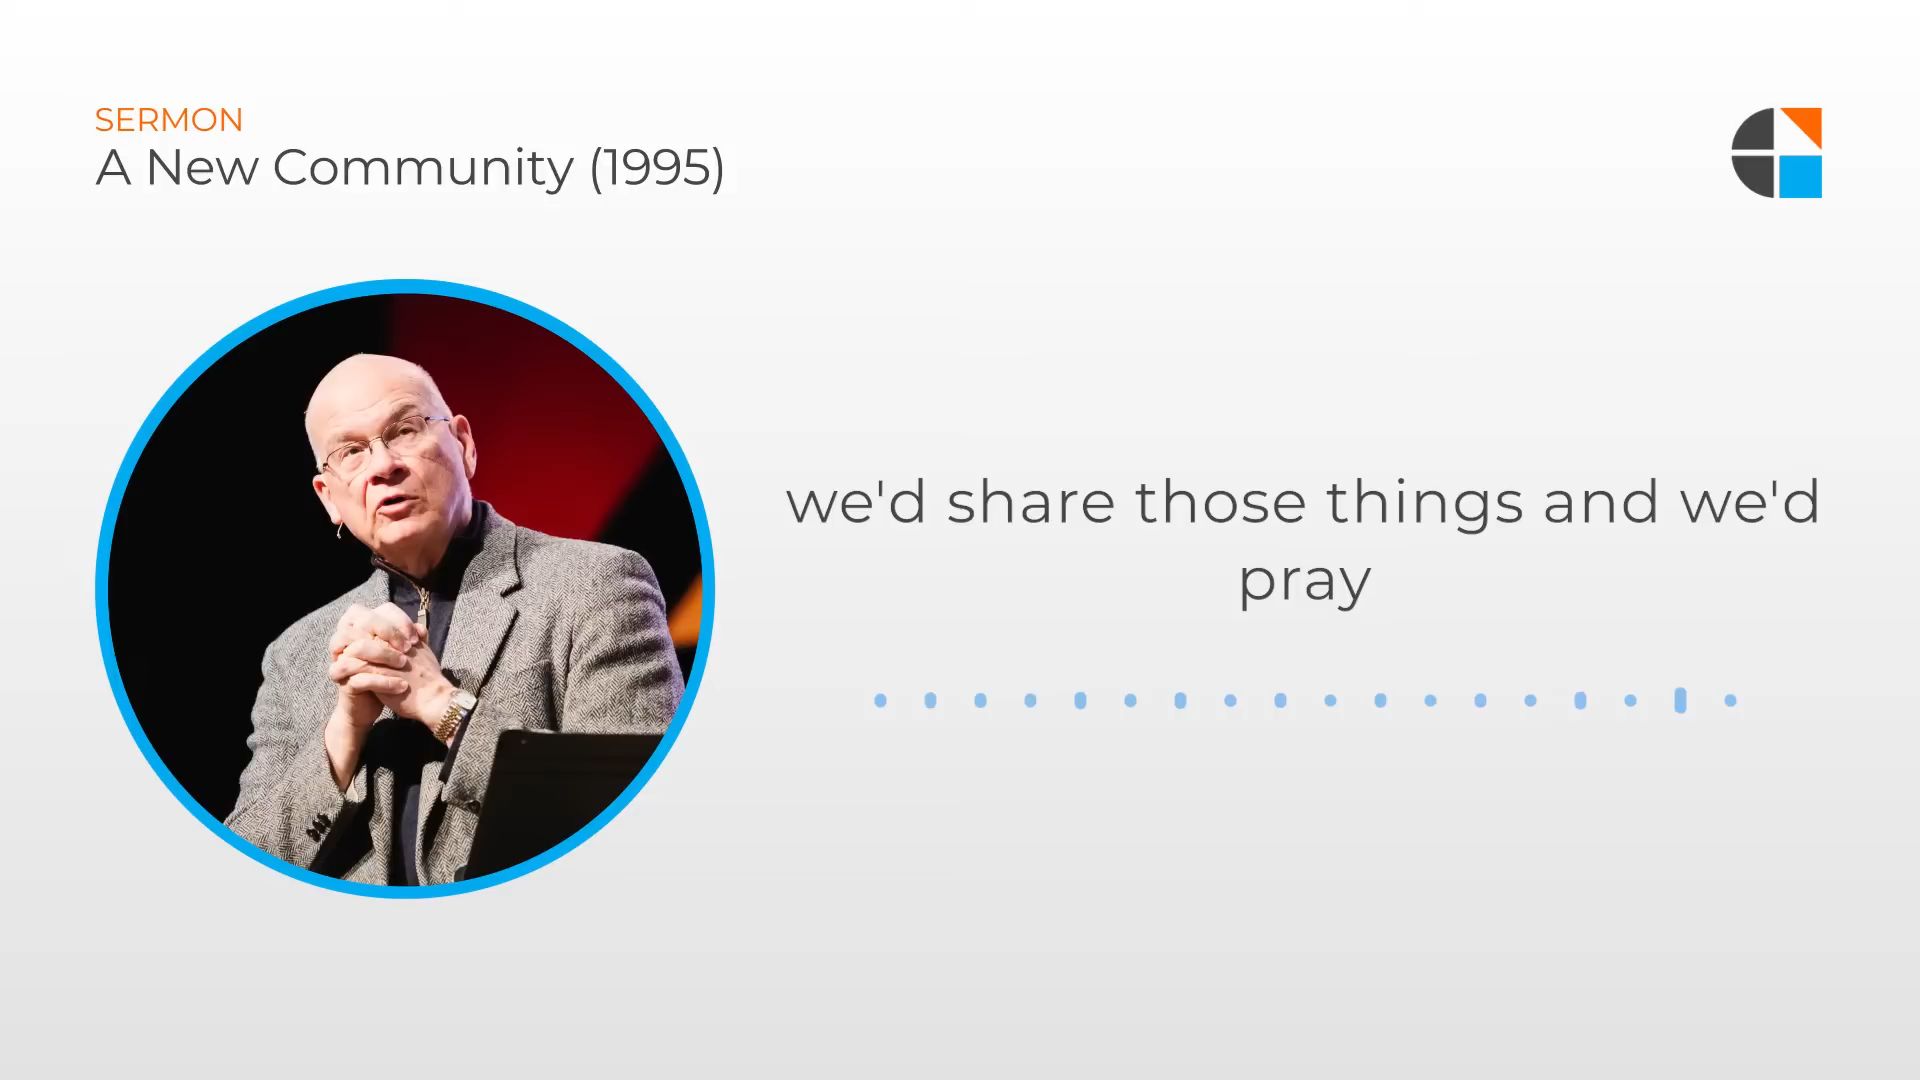 SERMON
A New Community (1995)
we'd share those things and we'd
pray